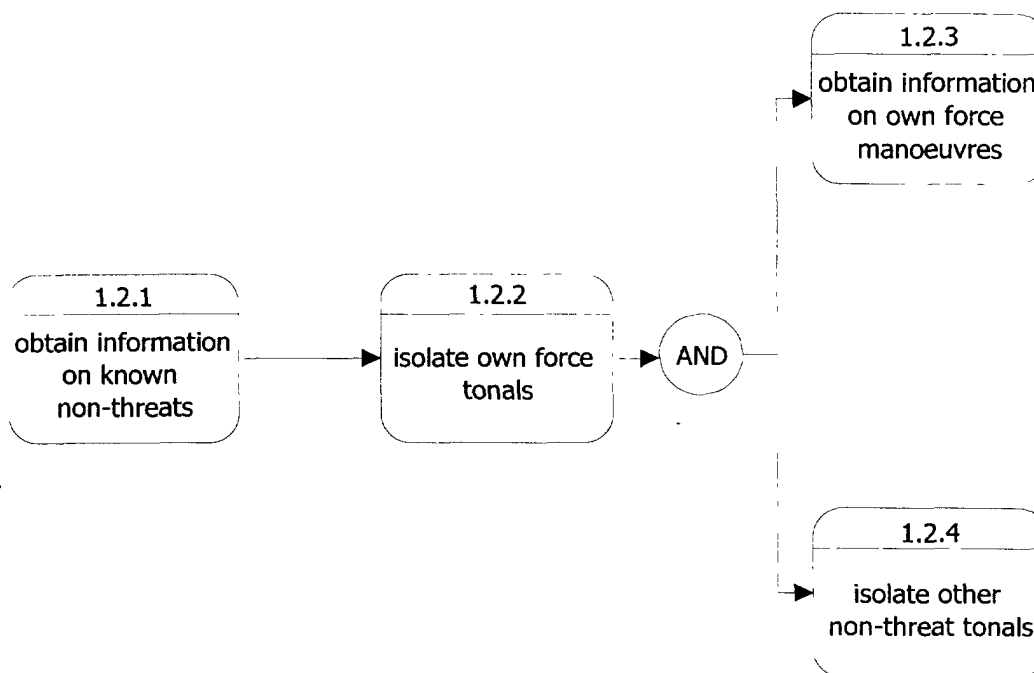 1.2.3
obtain information
on own force
manoeuvres
1.2.1
obtain information
on known
non-threats
1.2.2
isolate own force
tonals
AND
1.2.4
isolate other
non-threat tonals